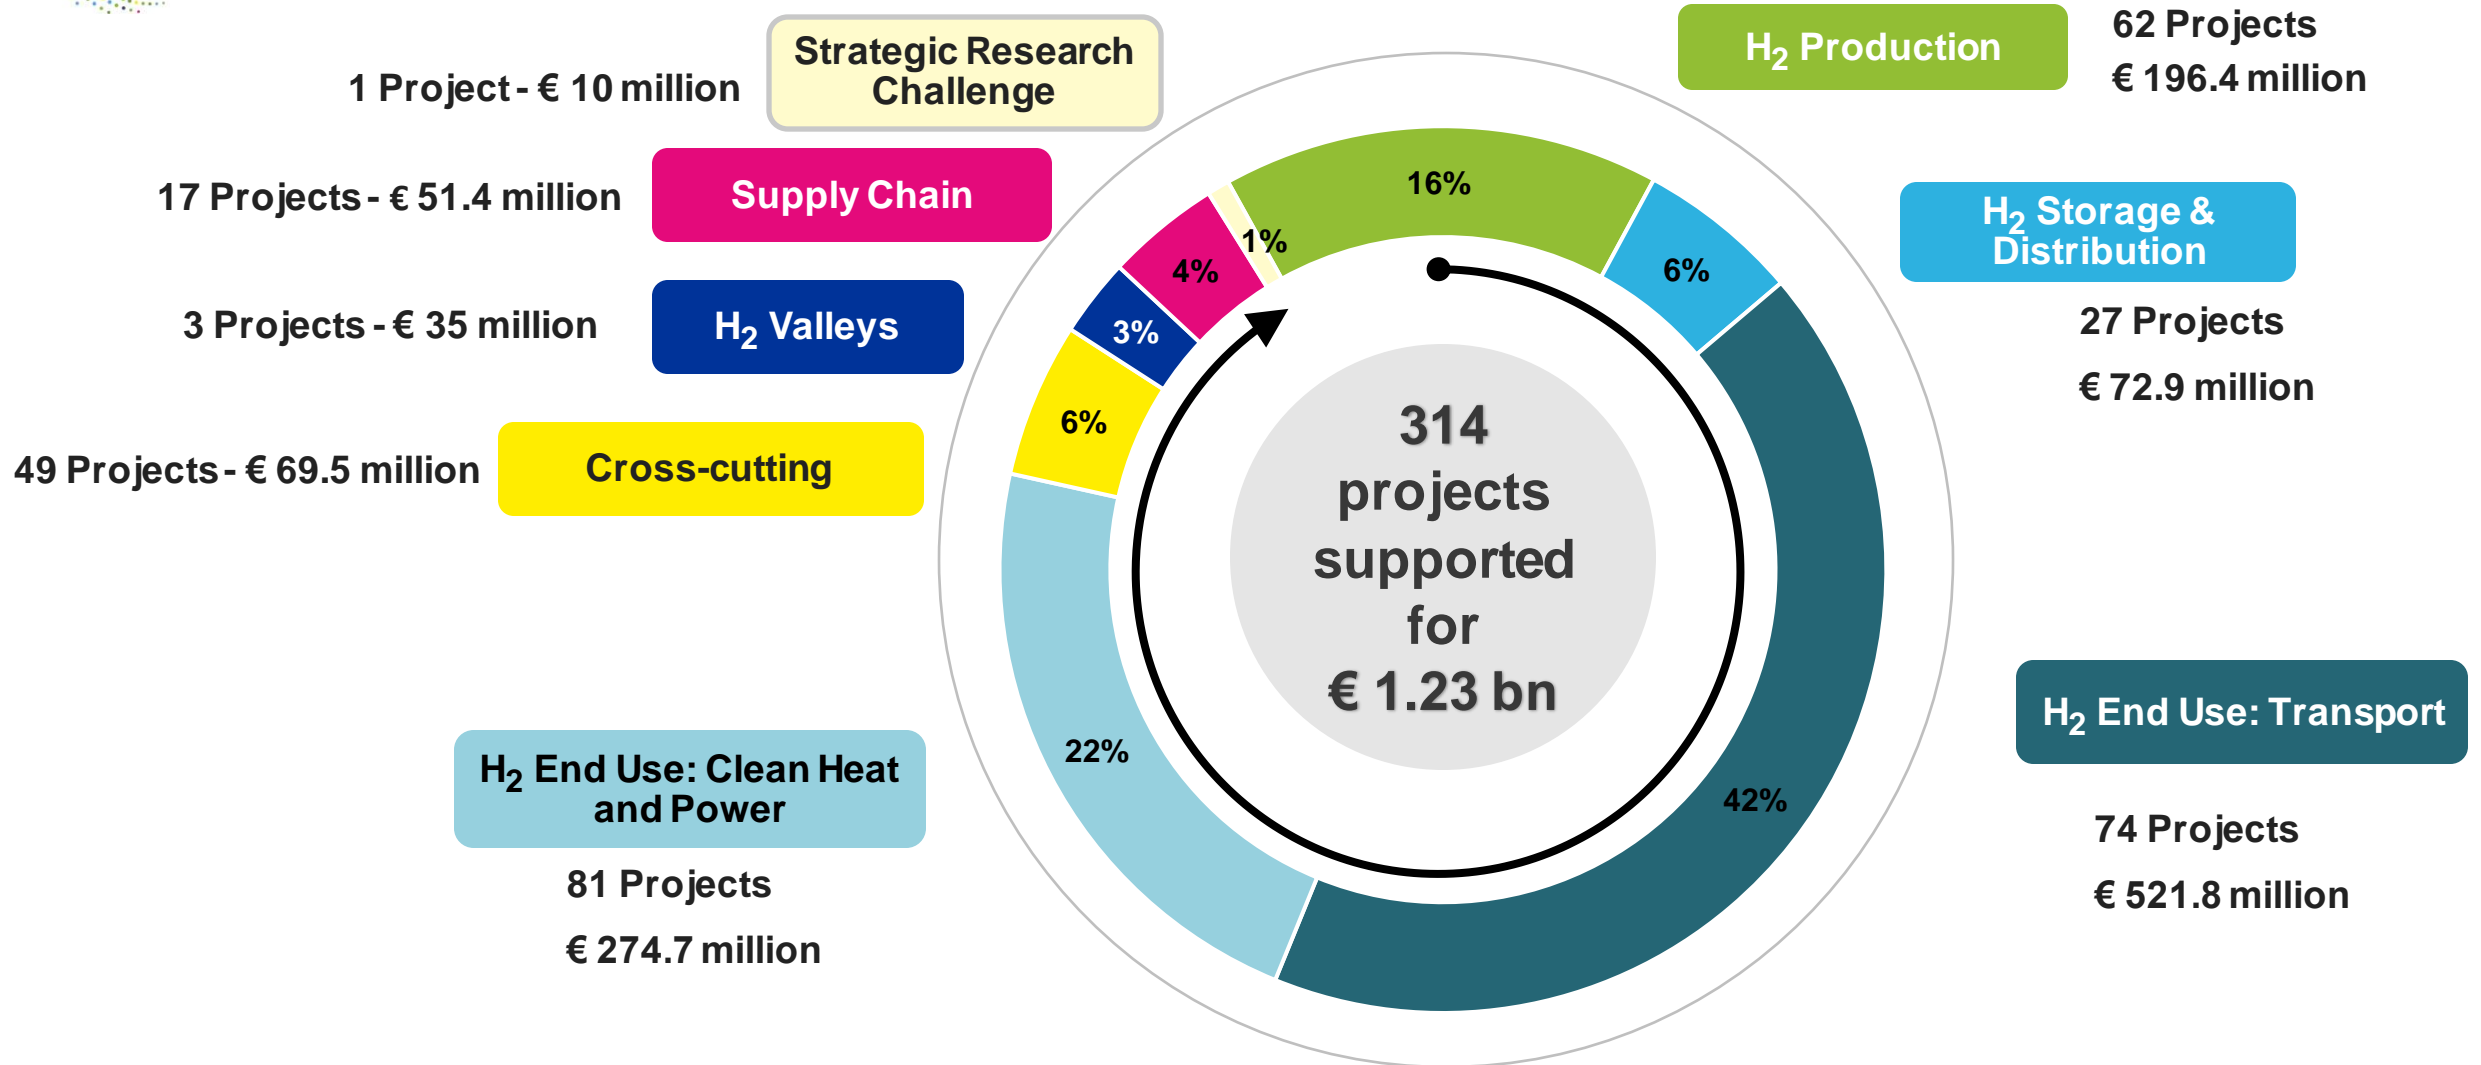 Strategic Research
Challenge
1 Project - € 10 million
Supply Chain
17 Projects - € 51.4 million
H₂ Valleys
3 Projects - € 35 million
Cross-cutting
49 Projects - € 69.5 million
H₂ End Use: Clean Heat
and Power
81 Projects
€ 274.7 million
H₂ Production
62 Projects
€ 196.4 million
H₂ Storage &
Distribution
27 Projects
€ 72.9 million
H₂ End Use: Transport
74 Projects
€ 521.8 million
16%
6%
42%
22%
6%
3%
4%
1%
314
projects
supported
for
€ 1.23 bn